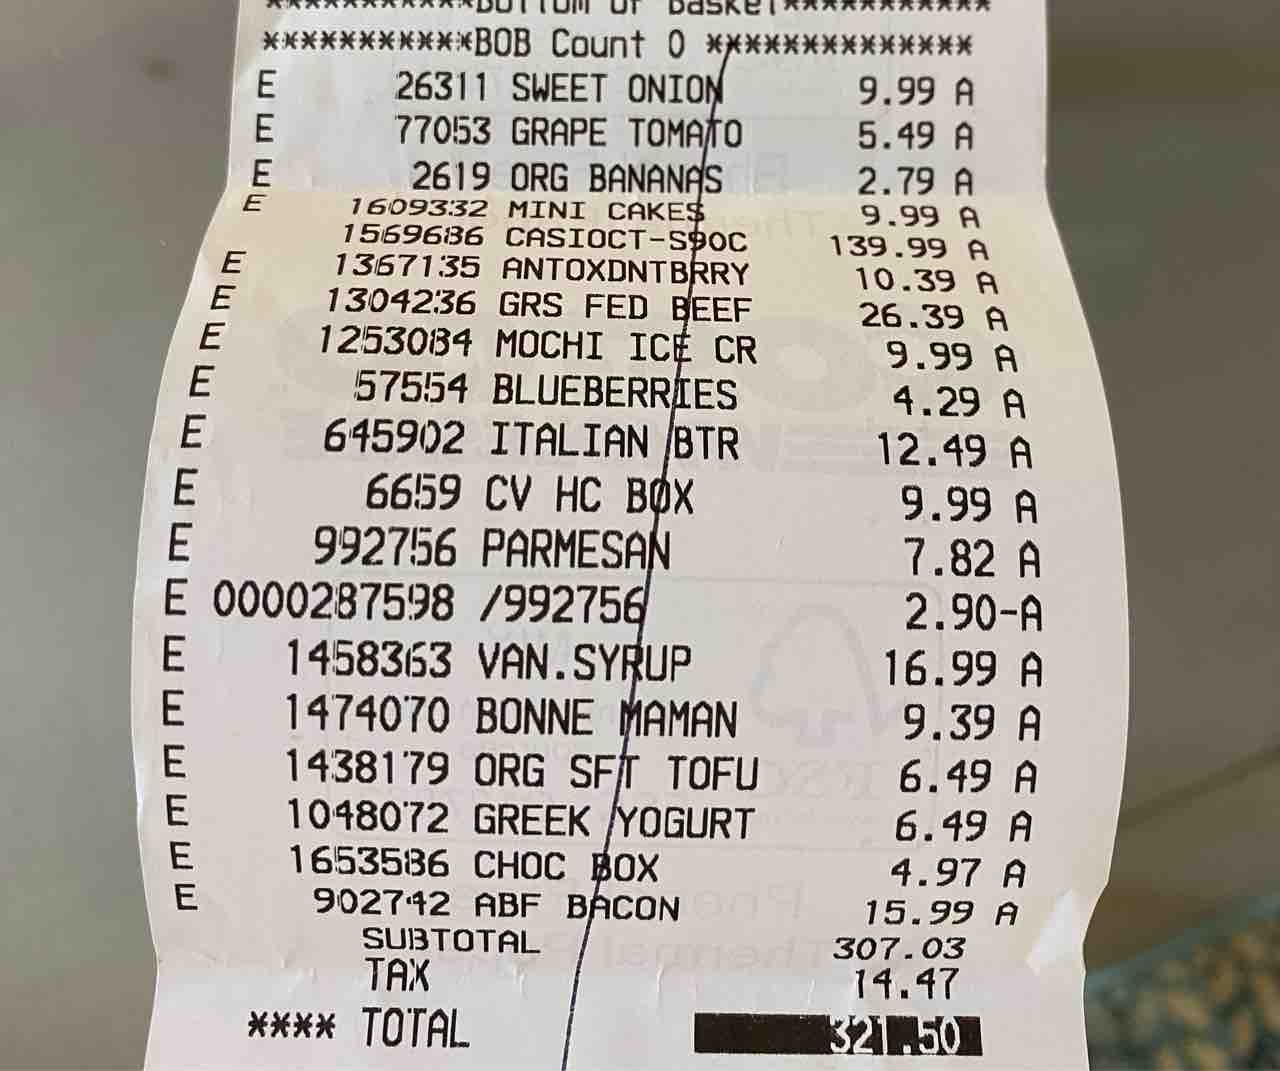 ***********Bottom of Basket***********
***********BOB Count 0 **************
E 26311 SWEET ONION 9.99 A
E 77053 GRAPE TOMATO 5.49 A
E 2619 ORG BANANAS 2.79 A
E 1609332 MINI CAKES 9.99 A
1569686 CASIOCT-S90C 139.99 A
E 1367135 ANTOXDNTBRRY 10.39 A
E 1304236 GRS FED BEEF 26.39 A
E 1253084 MOCHI ICE CR 9.99 A
E 57554 BLUEBERRIES 4.29 A
E 645902 ITALIAN BTR 12.49 A
E 6659 CV HC BOX 9.99 A
E 992756 PARMESAN 7.82 A
E 0000287598 /992756 2.90-A
E 1458363 VAN.SYRUP 16.99 A
E 1474070 BONNE MAMAN 9.39 A
E 1438179 ORG SFT TOFU 6.49 A
E 1048072 GREEK YOGURT 6.49 A
E 1653586 CHOC BOX 4.97 A
E 902742 ABF BACON 15.99 A
SUBTOTAL 307.03
TAX 14.47
**** TOTAL 321.50